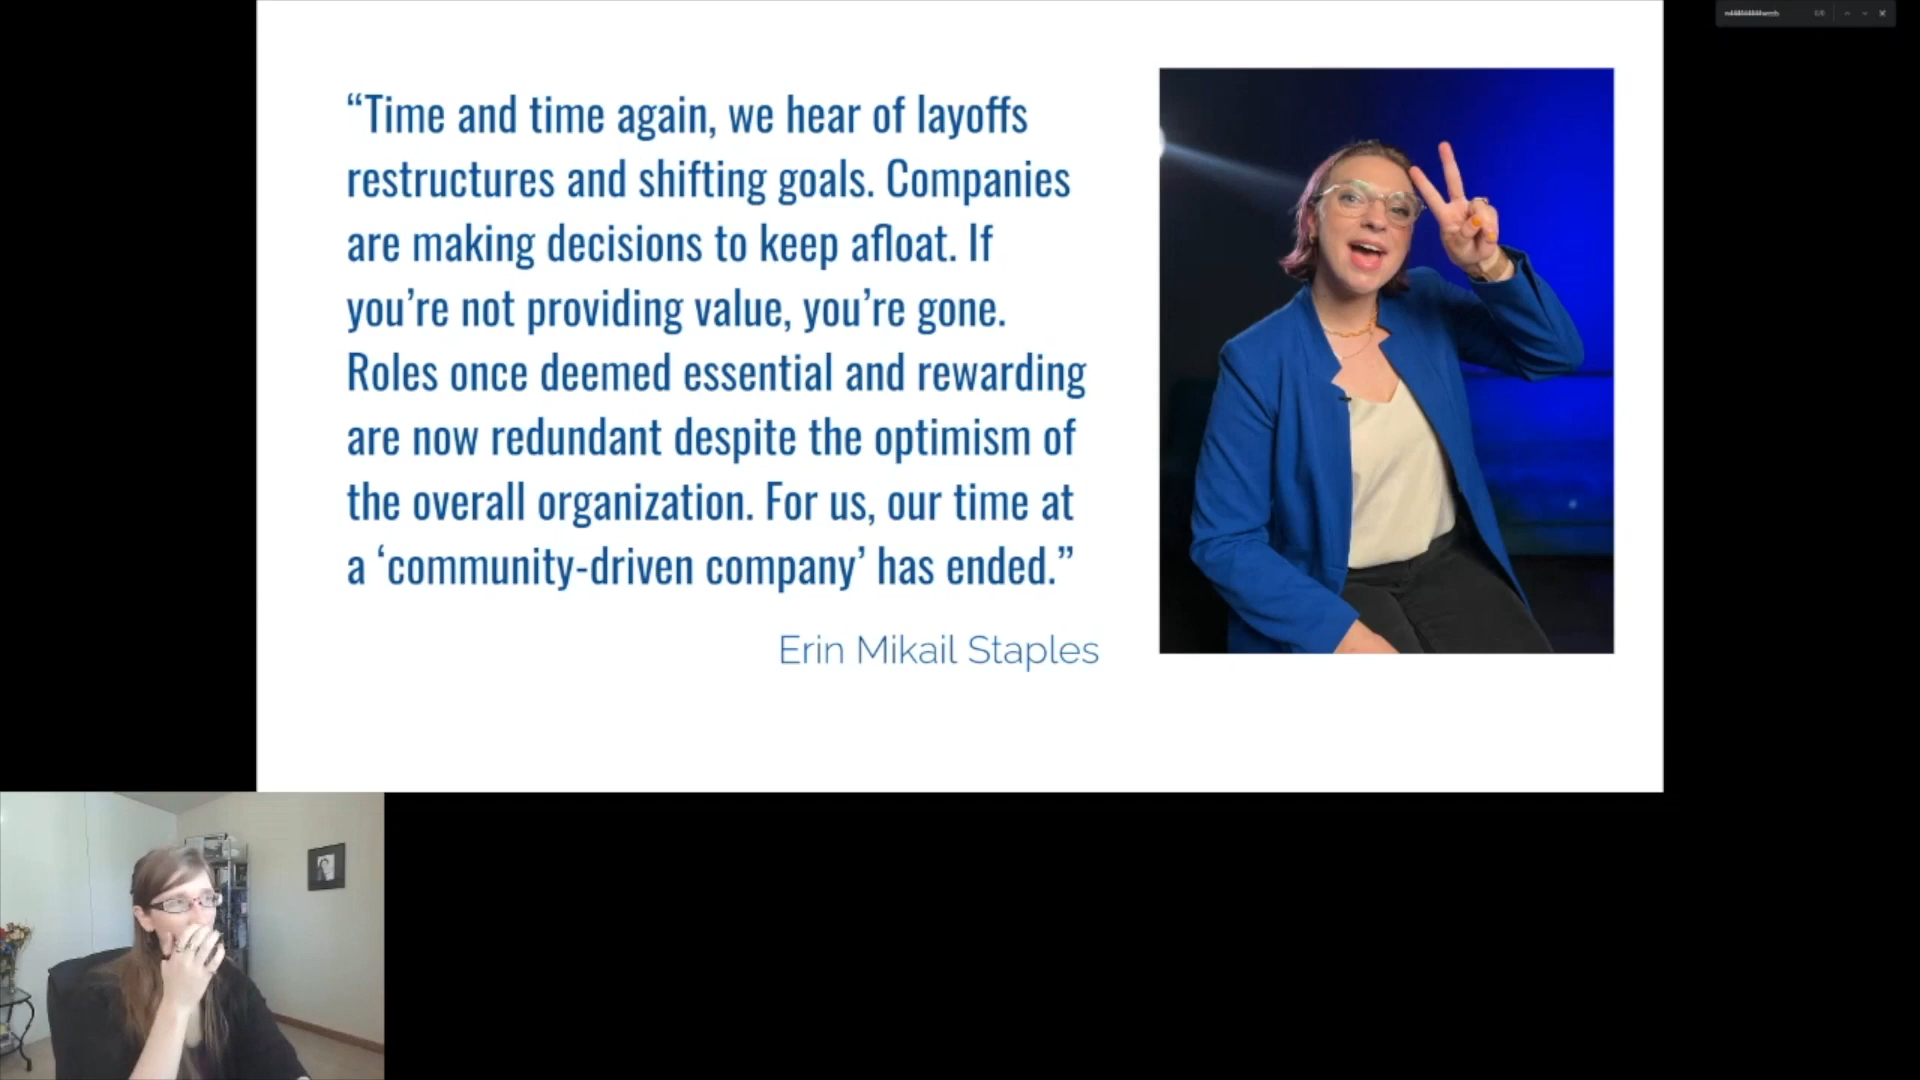 “Time and time again, we hear of layoffs
restructures and shifting goals. Companies
are making decisions to keep afloat. If
you’re not providing value, you’re gone.
Roles once deemed essential and rewarding
are now redundant despite the optimism of
the overall organization. For us, our time at
a ‘community-driven company’ has ended.”
Erin Mikail Staples